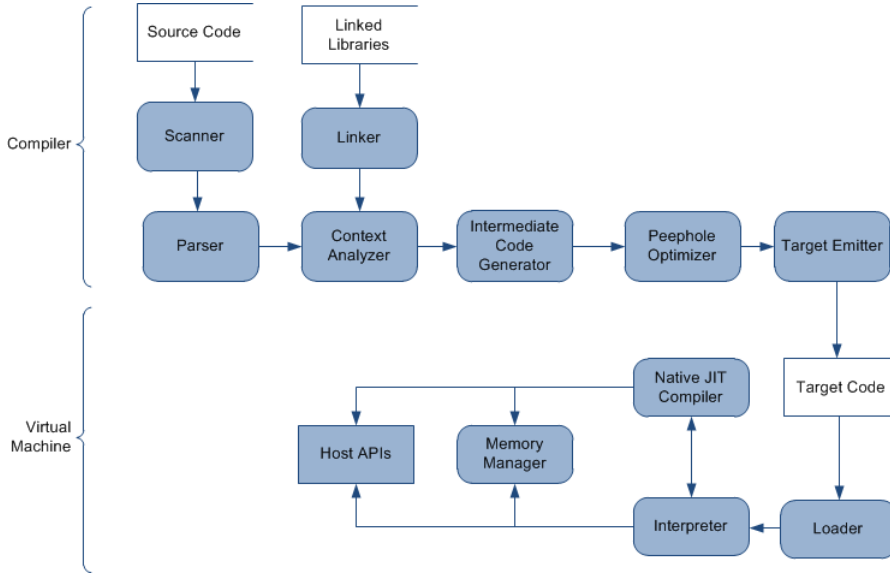 Source Code
Linked
Libraries
Compiler
Scanner
Linker
Parser
Context
Analyzer
Intermediate
Code
Generator
Peephole
Optimizer
Target Emitter
Virtual
Machine
Native JIT
Compiler
Target Code
Host APIs
Memory
Manager
Interpreter
Loader